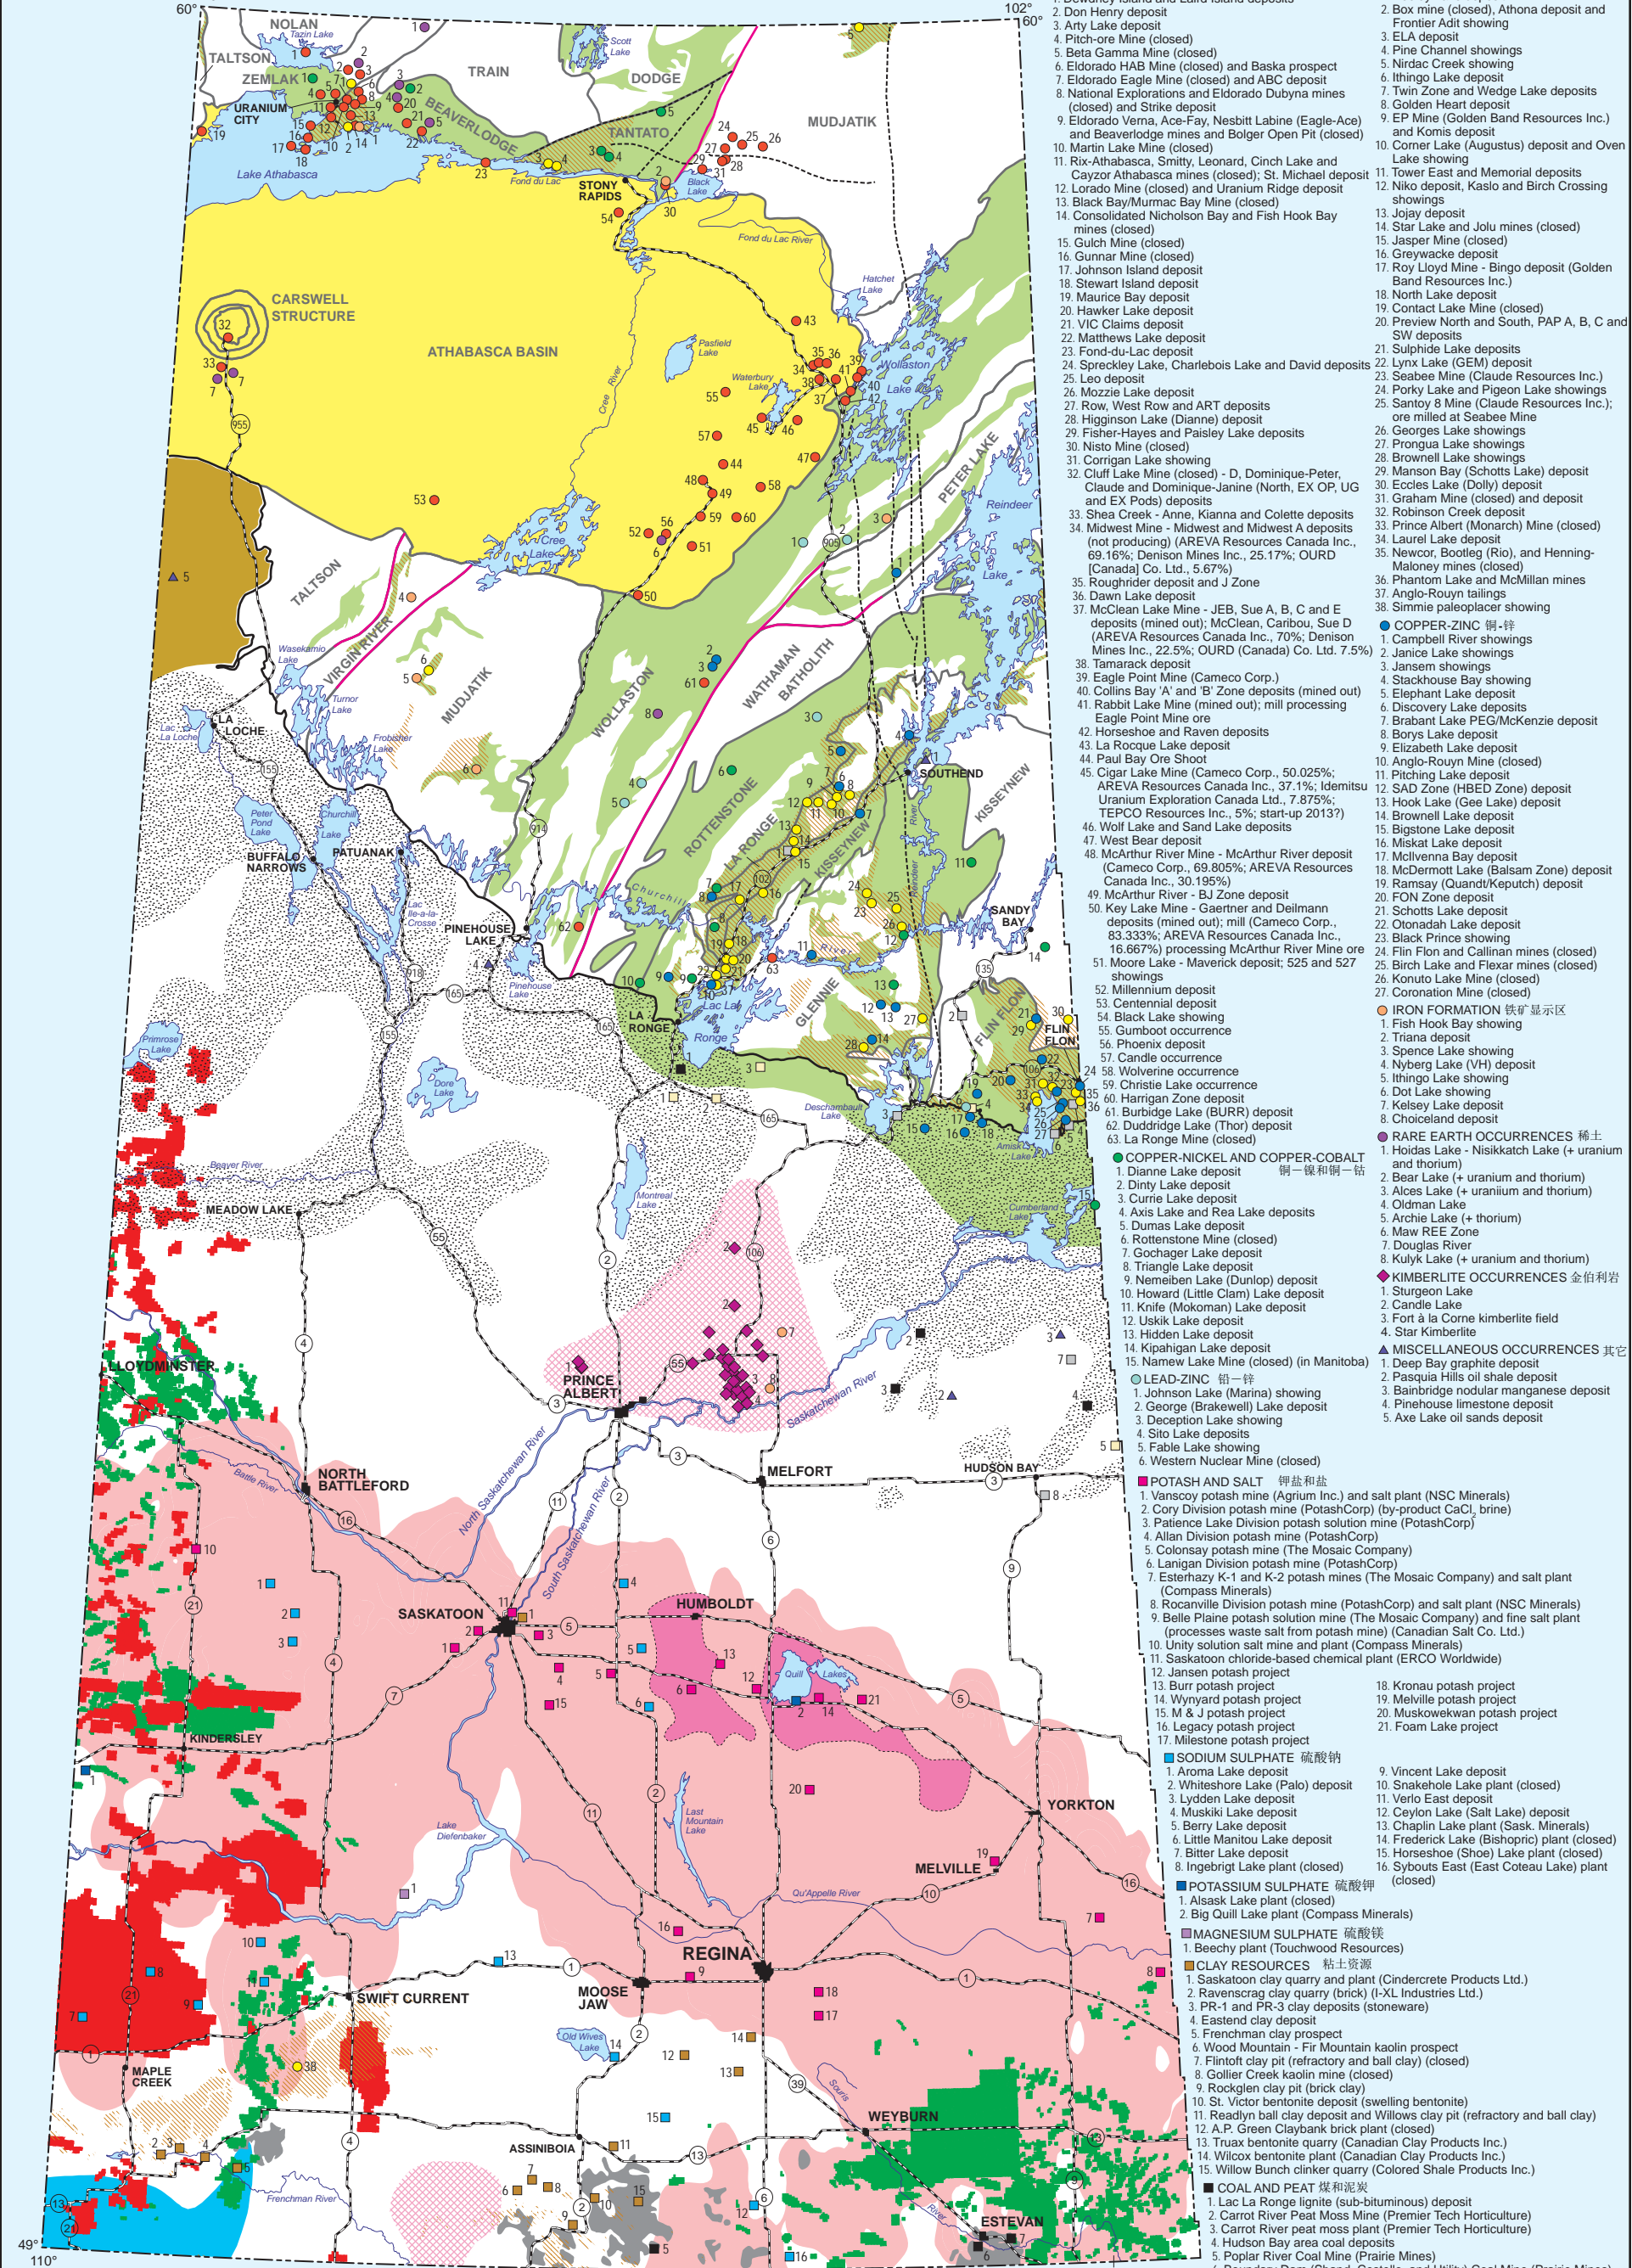 60°
102°
60°
NOLAN
Tazin Lake
TALTSON
ZEMLAK
TRAIN
Scott
Lake
DODGE
URANIUM
CITY
BEAVERLODGE
TANTATO
MUDJATIK
Lake Athabasca
Fond du Lac
STONY
RAPIDS
Black
Lake
Fond du Lac River
Hatchet
Lake
CARSWELL
STRUCTURE
ATHABASCA BASIN
Pasfield
Lake
Cree River
Waterbury
Lake
Wollaston
Lake
PETER LAKE
Reindeer
Lake
Cree
Lake
TALTSON
VIRGIN RIVER
Wasekamio
Lake
Turnor
Lake
MUDJATIK
WOLLASTON
WATHAMAN
BATHOLITH
LA
LOCHE
Lac
La Loche
Frobisher
Lake
SOUTHEND
ROTTENSTONE
LA RONGE
KISSEYNEW
KISSEYNEW
Reindeer
River
Peter
Pond
Lake
Churchill
Lake
BUFFALO
NARROWS
PATUANAK
Lac
Ile-a-la-
Crosse
PINEHOUSE
LAKE
Pinehouse
Lake
Churchill
River
SANDY
BAY
GLENNIE
FLIN FLON
FLIN
FLON
LA
RONGE
Lac La
Ronge
Primrose
Lake
Dore
Lake
Deschambault
Lake
Amisk
Lake
Beaver River
MEADOW LAKE
Montreal
Lake
Cumberland
Lake
LLOYDMINSTER
PRINCE
ALBERT
Saskatchewan River
North Saskatchewan River
South Saskatchewan River
NORTH
BATTLEFORD
Battle River
MELFORT
HUDSON BAY
SASKATOON
HUMBOLDT
Quill
Lakes
KINDERSLEY
Lake
Diefenbaker
Last
Mountain
Lake
YORKTON
MELVILLE
Qu'Appelle River
REGINA
MOOSE
JAW
SWIFT CURRENT
Old Wives
Lake
MAPLE
CREEK
Souris
River
WEYBURN
ASSINIBOIA
Frenchman River
ESTEVAN
49°
110°
2. Don Henry deposit
3. Arty Lake deposit
4. Pitch-ore Mine (closed)
5. Beta Gamma Mine (closed)
6. Eldorado HAB Mine (closed) and Baska prospect
7. Eldorado Eagle Mine (closed) and ABC deposit
8. National Explorations and Eldorado Dubyna mines
(closed) and Strike deposit
9. Eldorado Verna, Ace-Fay, Nesbitt Labine (Eagle-Ace)
and Beaverlodge mines and Bolger Open Pit (closed)
10. Martin Lake Mine (closed)
11. Rix-Athabasca, Smitty, Leonard, Cinch Lake and
Cayzor Athabasca mines (closed); St. Michael deposit
12. Lorado Mine (closed) and Uranium Ridge deposit
13. Black Bay/Murmac Bay Mine (closed)
14. Consolidated Nicholson Bay and Fish Hook Bay
mines (closed)
15. Gulch Mine (closed)
16. Gunnar Mine (closed)
17. Johnson Island deposit
18. Stewart Island deposit
19. Maurice Bay deposit
20. Hawker Lake deposit
21. VIC Claims deposit
22. Matthews Lake deposit
23. Fond-du-Lac deposit
24. Spreckley Lake, Charlebois Lake and David deposits
25. Leo deposit
26. Mozzie Lake deposit
27. Row, West Row and ART deposits
28. Higginson Lake (Dianne) deposit
29. Fisher-Hayes and Paisley Lake deposits
30. Nisto Mine (closed)
31. Corrigan Lake showing
32. Cluff Lake Mine (closed) - D, Dominique-Peter,
Claude and Dominique-Janine (North, EX OP, UG
and EX Pods) deposits
33. Shea Creek - Anne, Kianna and Colette deposits
34. Midwest Mine - Midwest and Midwest A deposits
(not producing) (AREVA Resources Canada Inc.,
69.16%; Denison Mines Inc., 25.17%; OURD
[Canada] Co. Ltd., 5.67%)
35. Roughrider deposit and J Zone
36. Dawn Lake deposit
37. McClean Lake Mine - JEB, Sue A, B, C and E
deposits (mined out); McClean, Caribou, Sue D
(AREVA Resources Canada Inc., 70%; Denison
Mines Inc., 22.5%; OURD (Canada) Co. Ltd. 7.5%)
38. Tamarack deposit
39. Eagle Point Mine (Cameco Corp.)
40. Collins Bay 'A' and 'B' Zone deposits (mined out)
41. Rabbit Lake Mine (mined out); mill processing
Eagle Point Mine ore
42. Horseshoe and Raven deposits
43. La Rocque Lake deposit
44. Paul Bay Ore Shoot
45. Cigar Lake Mine (Cameco Corp., 50.025%;
AREVA Resources Canada Inc., 37.1%; Idemitsu
Uranium Exploration Canada Ltd., 7.875%;
TEPCO Resources Inc., 5%; start-up 2013?)
46. Wolf Lake and Sand Lake deposits
47. West Bear deposit
48. McArthur River Mine - McArthur River deposit
(Cameco Corp., 69.805%; AREVA Resources
Canada Inc., 30.195%)
49. McArthur River - BJ Zone deposit
50. Key Lake Mine - Gaertner and Deilmann
deposits (mined out); mill (Cameco Corp.,
83.333%; AREVA Resources Canada Inc.,
16.667%) processing McArthur River Mine ore
51. Moore Lake - Maverick deposit; 525 and 527
showings
52. Millennium deposit
53. Centennial deposit
54. Black Lake showing
55. Gumboot occurrence
56. Phoenix deposit
57. Candle occurrence
58. Wolverine occurrence
59. Christie Lake occurrence
60. Harrigan Zone deposit
61. Burbidge Lake (BURR) deposit
62. Duddridge Lake (Thor) deposit
63. La Ronge Mine (closed)
COPPER-NICKEL AND COPPER-COBALT
铜－镍和铜－钴
1. Dianne Lake deposit
2. Dinty Lake deposit
3. Currie Lake deposit
4. Axis Lake and Rea Lake deposits
5. Dumas Lake deposit
6. Rottenstone Mine (closed)
7. Gochager Lake deposit
8. Triangle Lake deposit
9. Nemeiben Lake (Dunlop) deposit
10. Howard (Little Clam) Lake deposit
11. Knife (Mokoman) Lake deposit
12. Uskik Lake deposit
13. Hidden Lake deposit
14. Kipahigan Lake deposit
15. Namew Lake Mine (closed) (in Manitoba)
LEAD-ZINC 铅－锌
1. Johnson Lake (Marina) showing
2. George (Brakewell) Lake deposit
3. Deception Lake showing
4. Sito Lake deposits
5. Fable Lake showing
6. Western Nuclear Mine (closed)
2. Box mine (closed), Athona deposit and
Frontier Adit showing
3. ELA deposit
4. Pine Channel showings
5. Nirdac Creek showing
6. Ithingo Lake deposit
7. Twin Zone and Wedge Lake deposits
8. Golden Heart deposit
9. EP Mine (Golden Band Resources Inc.)
and Komis deposit
10. Corner Lake (Augustus) deposit and Oven
Lake showing
11. Tower East and Memorial deposits
12. Niko deposit, Kaslo and Birch Crossing
showings
13. Jojay deposit
14. Star Lake and Jolu mines (closed)
15. Jasper Mine (closed)
16. Greywacke deposit
17. Roy Lloyd Mine - Bingo deposit (Golden
Band Resources Inc.)
18. North Lake deposit
19. Contact Lake Mine (closed)
20. Preview North and South, PAP A, B, C and
SW deposits
21. Sulphide Lake deposits
22. Lynx Lake (GEM) deposit
23. Seabee Mine (Claude Resources Inc.)
24. Porky Lake and Pigeon Lake showings
25. Santoy 8 Mine (Claude Resources Inc.);
ore milled at Seabee Mine
26. Georges Lake showings
27. Prongua Lake showings
28. Brownell Lake showings
29. Manson Bay (Schotts Lake) deposit
30. Eccles Lake (Dolly) deposit
31. Graham Mine (closed) and deposit
32. Robinson Creek deposit
33. Prince Albert (Monarch) Mine (closed)
34. Laurel Lake deposit
35. Newcor, Bootleg (Rio), and Henning-
Maloney mines (closed)
36. Phantom Lake and McMillan mines
37. Anglo-Rouyn tailings
38. Simmie paleoplacer showing
COPPER-ZINC 铜-锌
1. Campbell River showings
2. Janice Lake showings
3. Jansem showings
4. Stackhouse Bay showing
5. Elephant Lake deposit
6. Discovery Lake deposits
7. Brabant Lake PEG/McKenzie deposit
8. Borys Lake deposit
9. Elizabeth Lake deposit
10. Anglo-Rouyn Mine (closed)
11. Pitching Lake deposit
12. SAD Zone (HBED Zone) deposit
13. Hook Lake (Gee Lake) deposit
14. Brownell Lake deposit
15. Bigstone Lake deposit
16. Miskat Lake deposit
17. McIlvenna Bay deposit
18. McDermott Lake (Balsam Zone) deposit
19. Ramsay (Quandt/Keputch) deposit
20. FON Zone deposit
21. Schotts Lake deposit
22. Otonadah Lake deposit
23. Black Prince showing
24. Flin Flon and Callinan mines (closed)
25. Birch Lake and Flexar mines (closed)
26. Konuto Lake Mine (closed)
27. Coronation Mine (closed)
IRON FORMATION 铁矿显示区
1. Fish Hook Bay showing
2. Triana deposit
3. Spence Lake showing
4. Nyberg Lake (VH) deposit
5. Ithingo Lake showing
6. Dot Lake showing
7. Kelsey Lake deposit
8. Choiceland deposit
RARE EARTH OCCURRENCES 稀土
1. Hoidas Lake - Nisikkatch Lake (+ uranium
and thorium)
2. Bear Lake (+ uranium and thorium)
3. Alces Lake (+ uraniium and thorium)
4. Oldman Lake
5. Archie Lake (+ thorium)
6. Maw REE Zone
7. Douglas River
8. Kulyk Lake (+ uranium and thorium)
KIMBERLITE OCCURRENCES 金伯利岩
1. Sturgeon Lake
2. Candle Lake
3. Fort à la Corne kimberlite field
4. Star Kimberlite
MISCELLANEOUS OCCURRENCES 其它
1. Deep Bay graphite deposit
2. Pasquia Hills oil shale deposit
3. Bainbridge nodular manganese deposit
4. Pinehouse limestone deposit
5. Axe Lake oil sands deposit
POTASH AND SALT 钾盐和盐
1. Vanscoy potash mine (Agrium Inc.) and salt plant (NSC Minerals)
2. Cory Division potash mine (PotashCorp) (by-product CaCl2 brine)
3. Patience Lake Division potash solution mine (PotashCorp)
4. Allan Division potash mine (PotashCorp)
5. Colonsay potash mine (The Mosaic Company)
6. Lanigan Division potash mine (PotashCorp)
7. Esterhazy K-1 and K-2 potash mines (The Mosaic Company) and salt plant
(Compass Minerals)
8. Rocanville Division potash mine (PotashCorp) and salt plant (NSC Minerals)
9. Belle Plaine potash solution mine (The Mosaic Company) and fine salt plant
(processes waste salt from potash mine) (Canadian Salt Co. Ltd.)
10. Unity solution salt mine and plant (Compass Minerals)
11. Saskatoon chloride-based chemical plant (ERCO Worldwide)
12. Jansen potash project
13. Burr potash project
14. Wynyard potash project
15. M & J potash project
16. Legacy potash project
17. Milestone potash project
18. Kronau potash project
19. Melville potash project
20. Muskowekwan potash project
21. Foam Lake project
SODIUM SULPHATE 硫酸钠
1. Aroma Lake deposit
2. Whiteshore Lake (Palo) deposit
3. Lydden Lake deposit
4. Muskiki Lake deposit
5. Berry Lake deposit
6. Little Manitou Lake deposit
7. Bitter Lake deposit
8. Ingebrigt Lake plant (closed)
9. Vincent Lake deposit
10. Snakehole Lake plant (closed)
11. Verlo East deposit
12. Ceylon Lake (Salt Lake) deposit
13. Chaplin Lake plant (Sask. Minerals)
14. Frederick Lake (Bishopric) plant (closed)
15. Horseshoe (Shoe) Lake plant (closed)
16. Sybouts East (East Coteau Lake) plant
(closed)
POTASSIUM SULPHATE 硫酸钾
1. Alsask Lake plant (closed)
2. Big Quill Lake plant (Compass Minerals)
MAGNESIUM SULPHATE 硫酸镁
1. Beechy plant (Touchwood Resources)
CLAY RESOURCES 粘土资源
1. Saskatoon clay quarry and plant (Cindercrete Products Ltd.)
2. Ravenscrag clay quarry (brick) (I-XL Industries Ltd.)
3. PR-1 and PR-3 clay deposits (stoneware)
4. Eastend clay deposit
5. Frenchman clay prospect
6. Wood Mountain - Fir Mountain kaolin prospect
7. Flintoft clay pit (refractory and ball clay) (closed)
8. Gollier Creek kaolin mine (closed)
9. Rockglen clay pit (brick clay)
10. St. Victor bentonite deposit (swelling bentonite)
11. Readlyn ball clay deposit and Willows clay pit (refractory and ball clay)
12. A.P. Green Claybank brick plant (closed)
13. Truax bentonite quarry (Canadian Clay Products Inc.)
14. Wilcox bentonite plant (Canadian Clay Products Inc.)
15. Willow Bunch clinker quarry (Colored Shale Products Inc.)
COAL AND PEAT 煤和泥炭
1. Lac La Ronge lignite (sub-bituminous) deposit
2. Carrot River Peat Moss Mine (Premier Tech Horticulture)
3. Carrot River peat moss plant (Premier Tech Horticulture)
4. Hudson Bay area coal deposits
5. Poplar River Coal Mine (Prairie Mines)